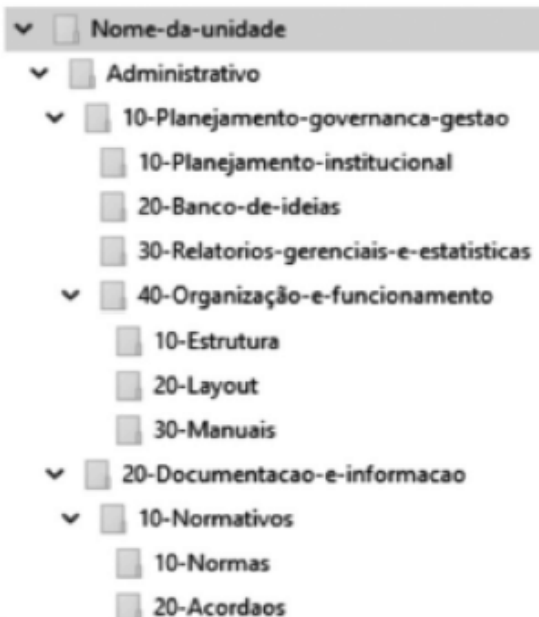 Nome-da-unidade
Administrativo
10-Planejamento-governanca-gestao
10-Planejamento-institucional
20-Banco-de-ideias
30-Relatorios-gerenciais-e-estatisticas
40-Organização-e-funcionamento
10-Estrutura
20-Layout
30-Manuais
20-Documentacao-e-informacao
10-Normativos
10-Normas
20-Acordaos